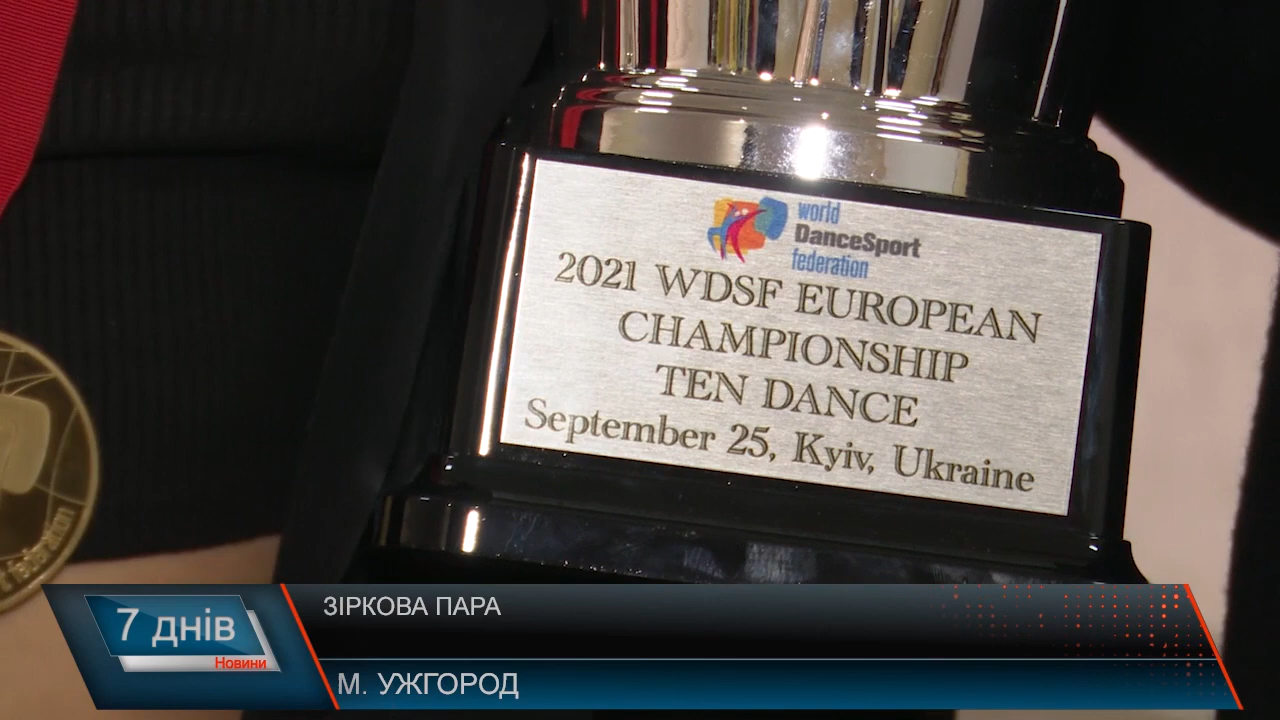 world
DanceSport
federation
2021 WDSF EUROPEAN
CHAMPIONSHIP
TEN DANCE
September 25, Kyiv, Ukraine
7 днів
Новини
ЗІРКОВА ПАРА
М. УЖГОРОД